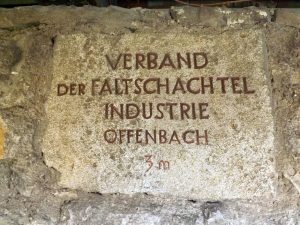 VERBAND
DER FALTSCHACHTEL
INDUSTRIE
OFFENBACH
3 m